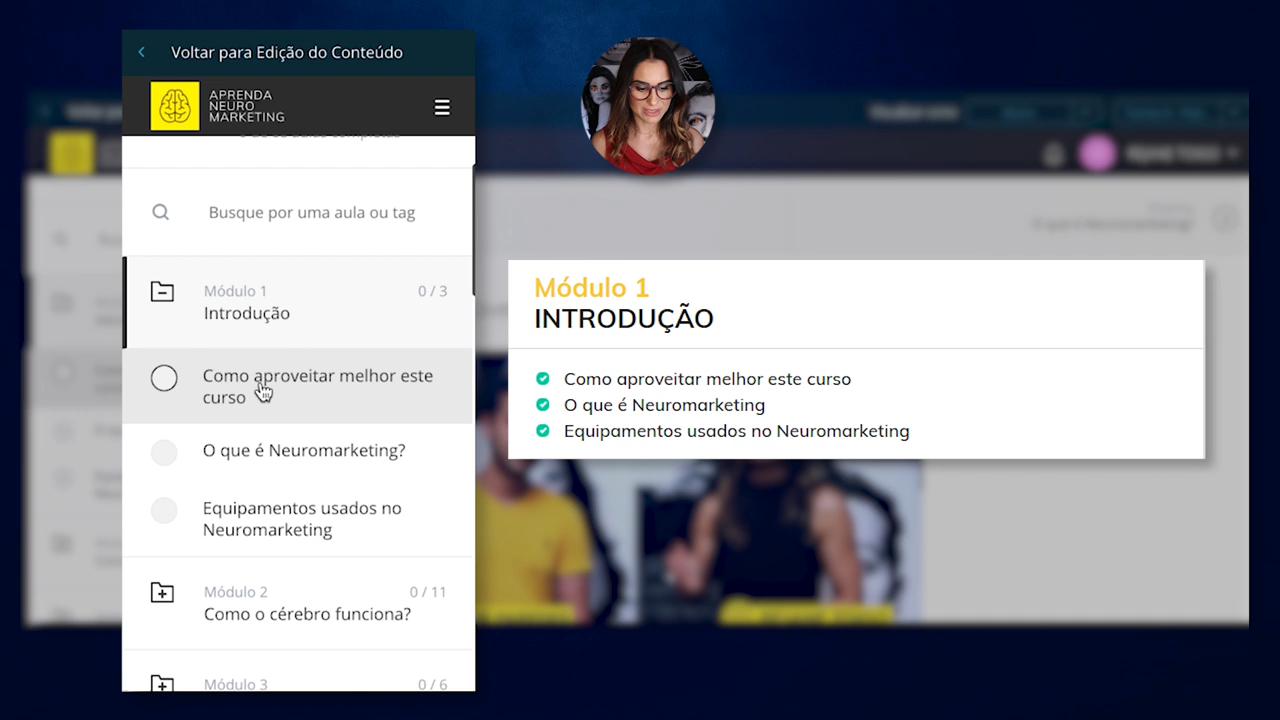 Voltar para Edição do Conteúdo
APRENDA
NEURO
MARKETING
Busque por uma aula ou tag
Módulo 1 0 / 3
Introdução
Como aproveitar melhor este
curso
O que é Neuromarketing?
Equipamentos usados no
Neuromarketing
Módulo 2 0 / 11
Como o cérebro funciona?
Módulo 3 0 / 6
Módulo 1
INTRODUÇÃO
Como aproveitar melhor este curso
O que é Neuromarketing
Equipamentos usados no Neuromarketing